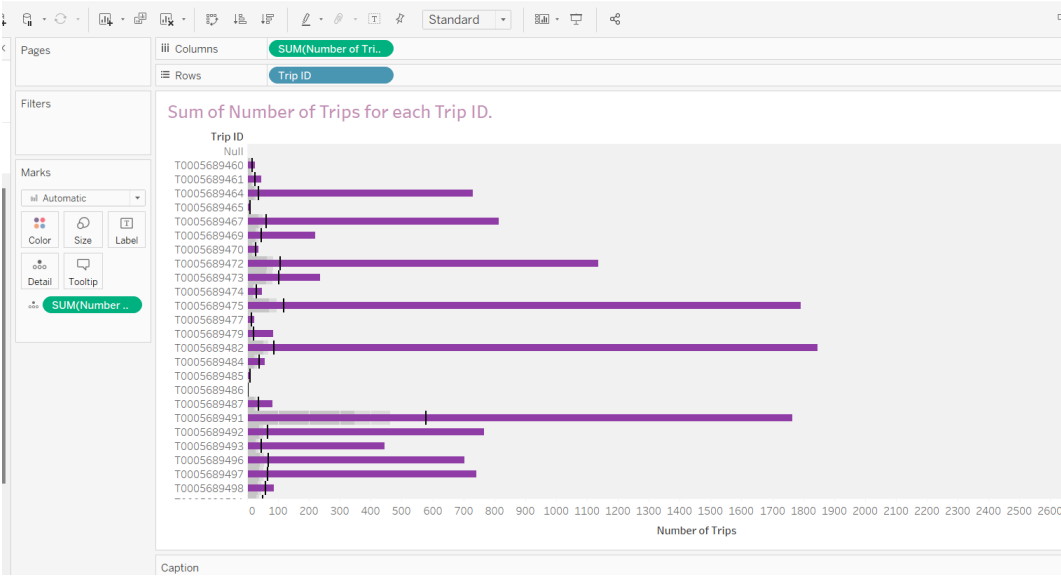 Standard
Pages
iii Columns
SUM(Number of Tri..
Rows
Trip ID
Filters
Sum of Number of Trips for each Trip ID.
Marks
Automatic
Color
Size
T
Label
Detail
Tooltip
SUM(Number ..
Trip ID
Null
T0005689460
T0005689461
T0005689464
T0005689465
T0005689467
T0005689469
T0005689470
T0005689472
T0005689473
T0005689474
T0005689475
T0005689477
T0005689479
T0005689482
T0005689484
T0005689485
T0005689486
T0005689487
T0005689491
T0005689492
T0005689493
T0005689496
T0005689497
T0005689498
0 100 200 300 400 500 600 700 800 900 1000 1100 1200 1300 1400 1500 1600 1700 1800 1900 2000 2100 2200 2300 2400 2500 2600
Number of Trips
Caption